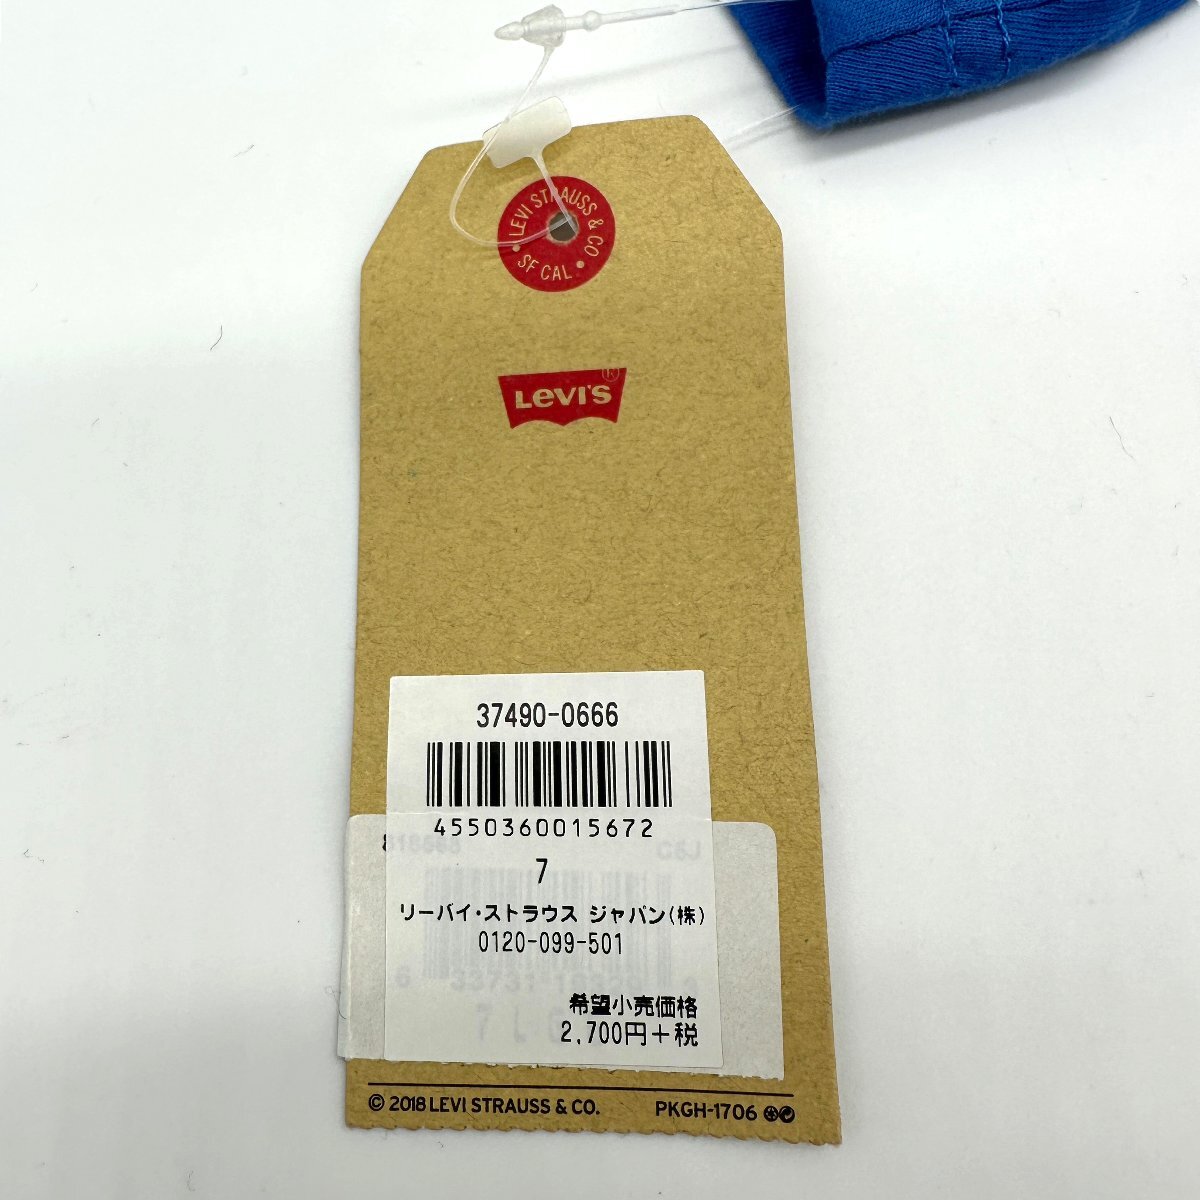 LEVI STRAUSS & CO
• SF CAL •
Levi's®
37490-0666
4550360015672
7
リーバイ・ストラウス ジャパン(株)
0120-099-501
希望小売価格
2,700円+税
© 2018 LEVI STRAUSS & CO.
PKGH-1706